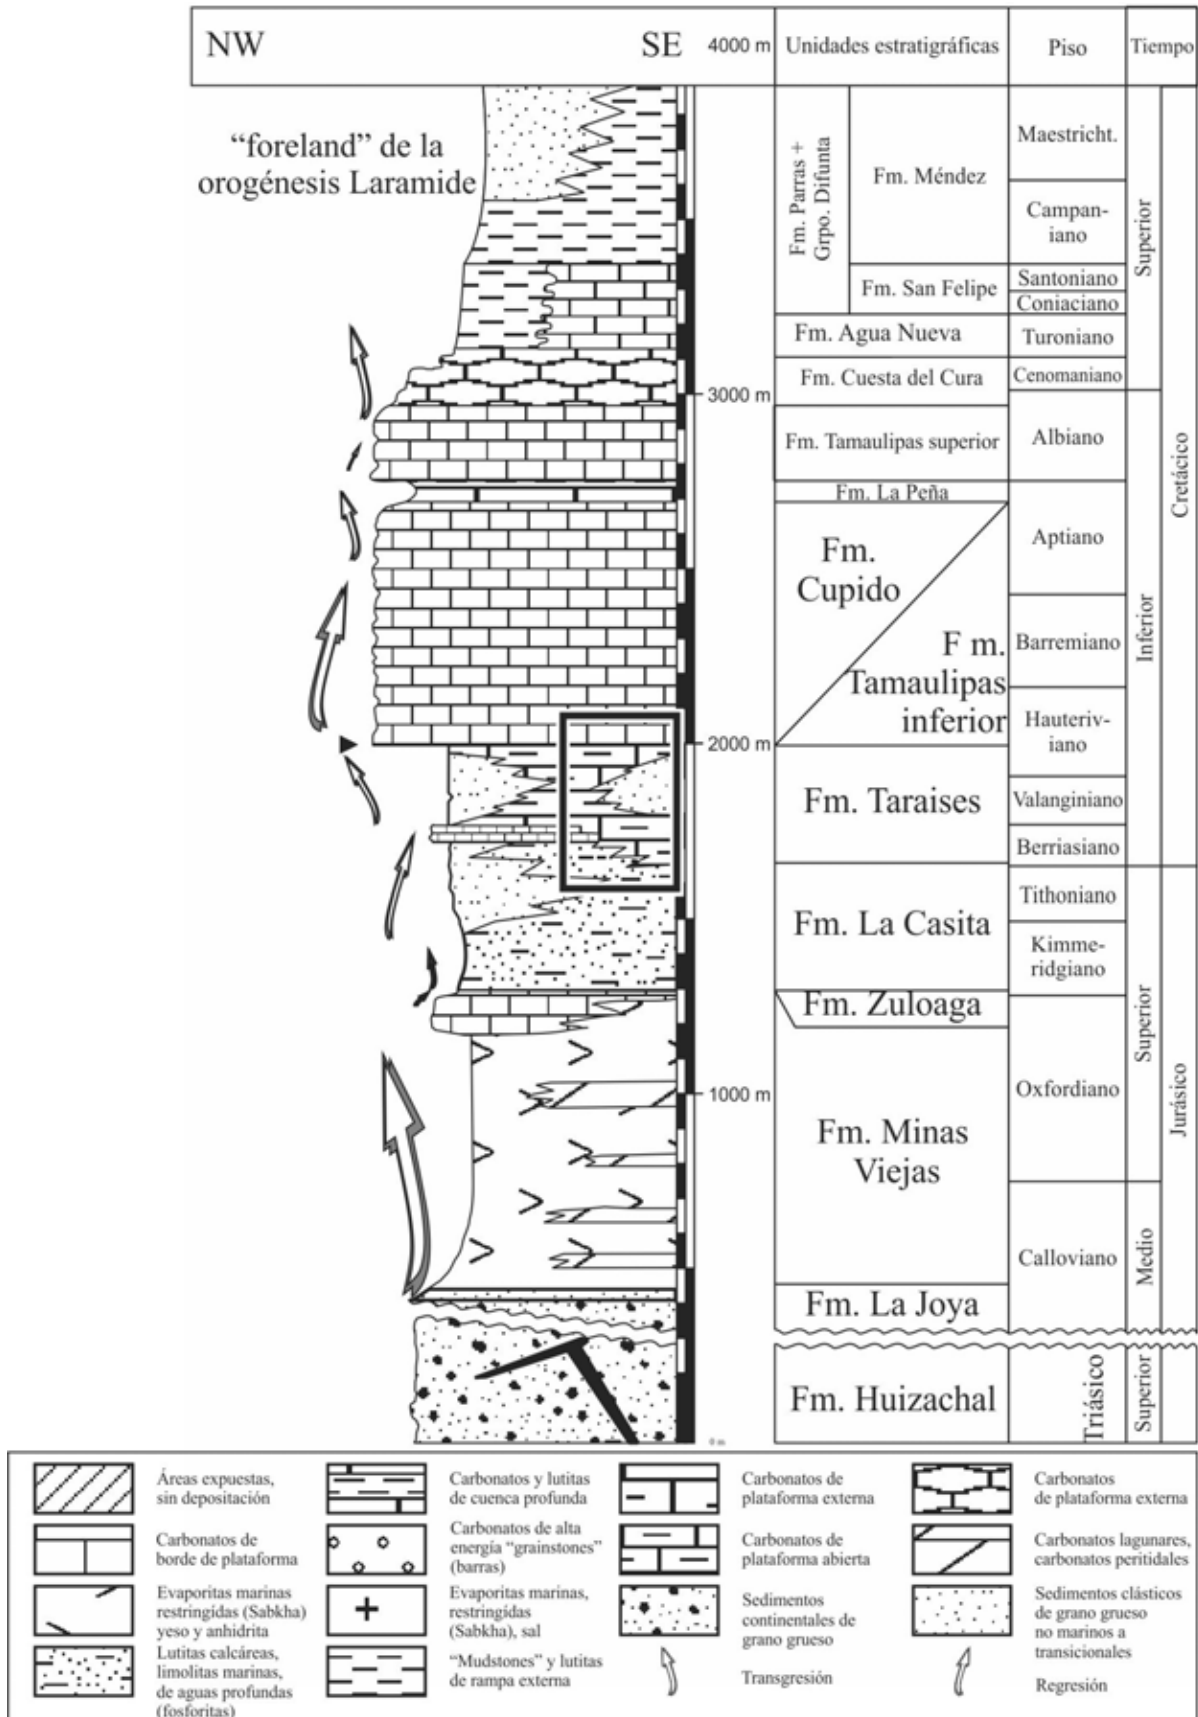 NW
SE
4000 m
Unidades estratigráficas
Piso
Tiempo
“foreland” de la
orogénesis Laramide
Fm. Parras +
Grpo. Difunta
Fm. Méndez
Maestricht.
Campan-
iano
Fm. San Felipe
Santoniano
Coniaciano
Superior
Fm. Agua Nueva
Turoniano
Fm. Cuesta del Cura
Cenomaniano
3000 m
Fm. Tamaulipas superior
Albiano
Cretácico
Fm. La Peña
Aptiano
Fm.
Cupido
Barremiano
Inferior
F m.
Tamaulipas
inferior
Hauteriv-
iano
2000 m
Fm. Taraises
Valanginiano
Berriasiano
Fm. La Casita
Tithoniano
Kimme-
ridgiano
Fm. Zuloaga
Superior
1000 m
Oxfordiano
Jurásico
Fm. Minas
Viejas
Calloviano
Medio
Fm. La Joya
Fm. Huizachal
Triásico
Superior
0 m
Áreas expuestas,
sin depositación
Carbonatos y lutitas
de cuenca profunda
Carbonatos de
plataforma externa
Carbonatos
de plataforma externa
Carbonatos de
borde de plataforma
Carbonatos de alta
energía “grainstones”
(barras)
Carbonatos de
plataforma abierta
Carbonatos lagunares,
carbonatos peritidales
Evaporitas marinas
restringídas (Sabkha)
yeso y anhidrita
Evaporitas marinas,
restringídas
(Sabkha), sal
Sedimentos
continentales de
grano grueso
Sedimentos clásticos
de grano grueso
no marinos a
transicionales
Lutitas calcáreas,
limolitas marinas,
de aguas profundas
(fosforitas)
“Mudstones” y lutitas
de rampa externa
Transgresión
Regresión